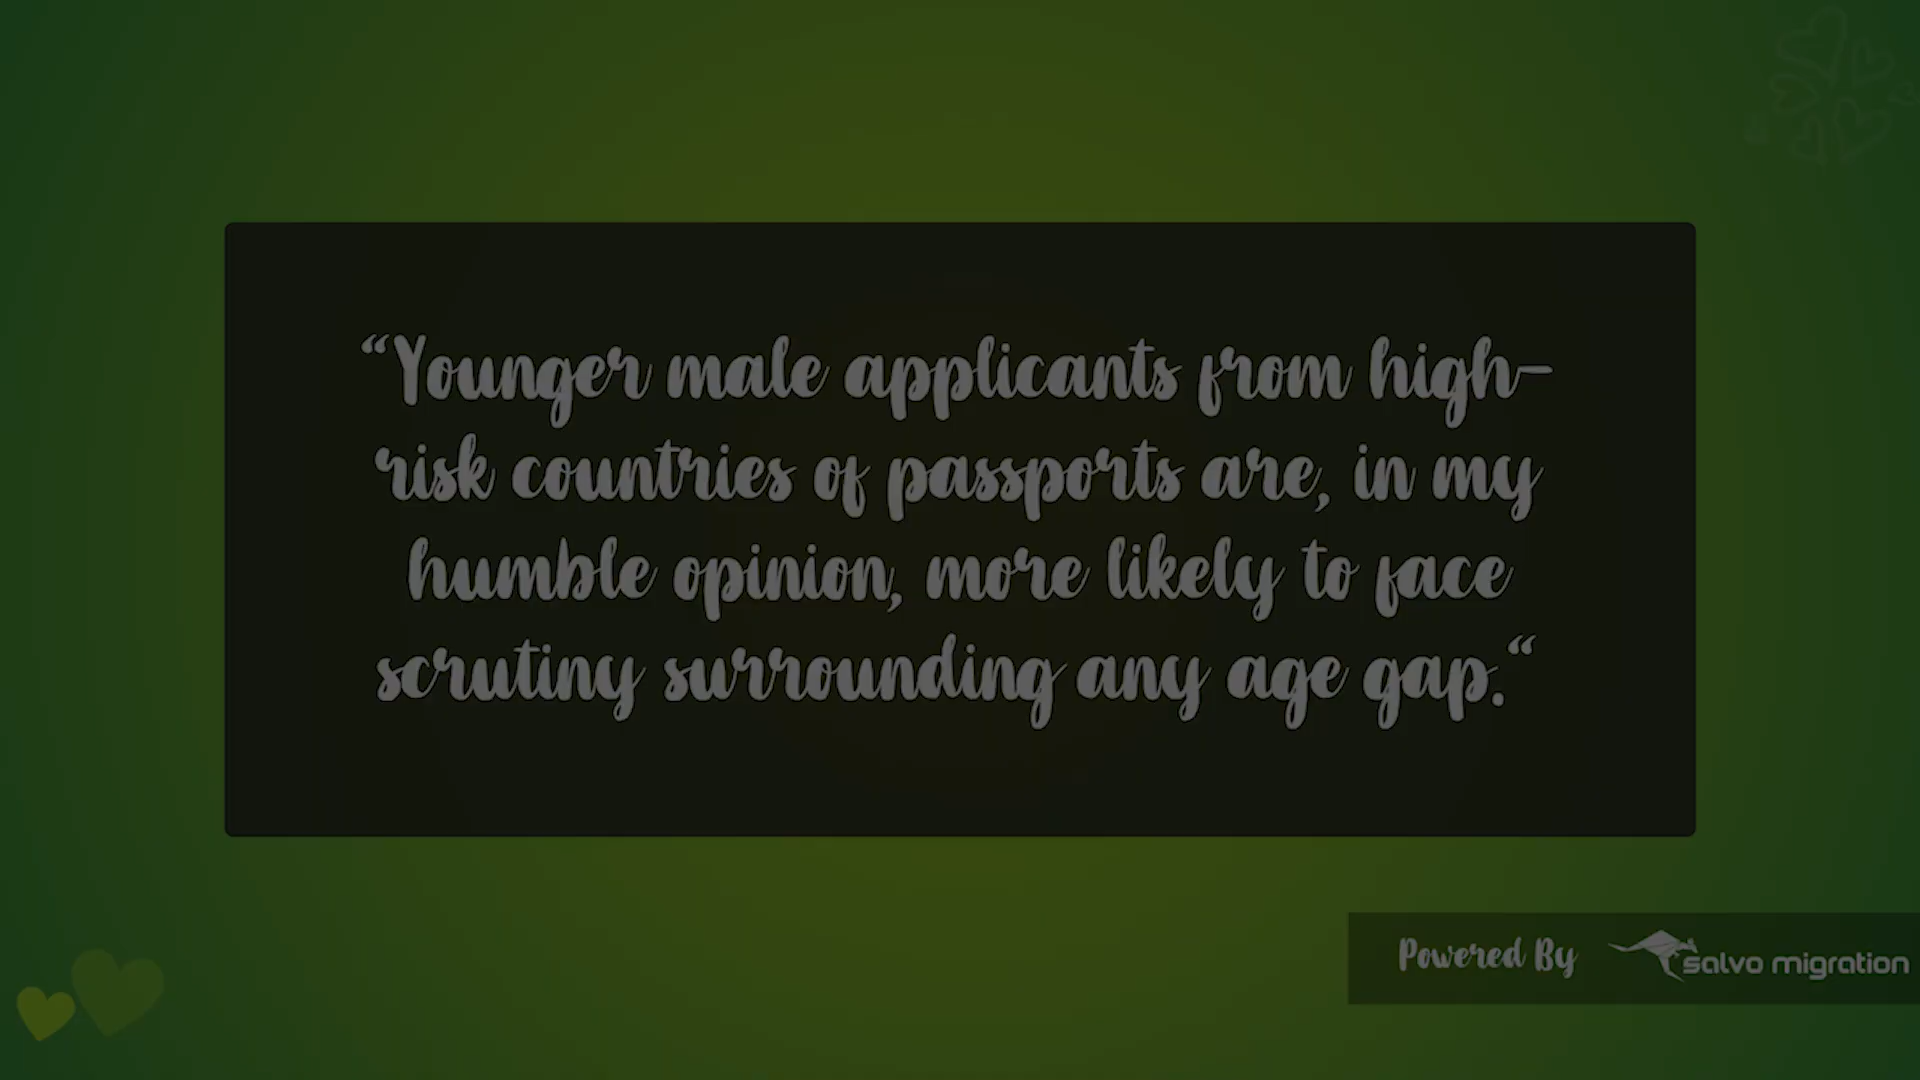 “Younger male applicants from high-
risk countries of passports are, in my
humble opinion, more likely to face
scrutiny surrounding any age gap.“
Powered By salvo migration